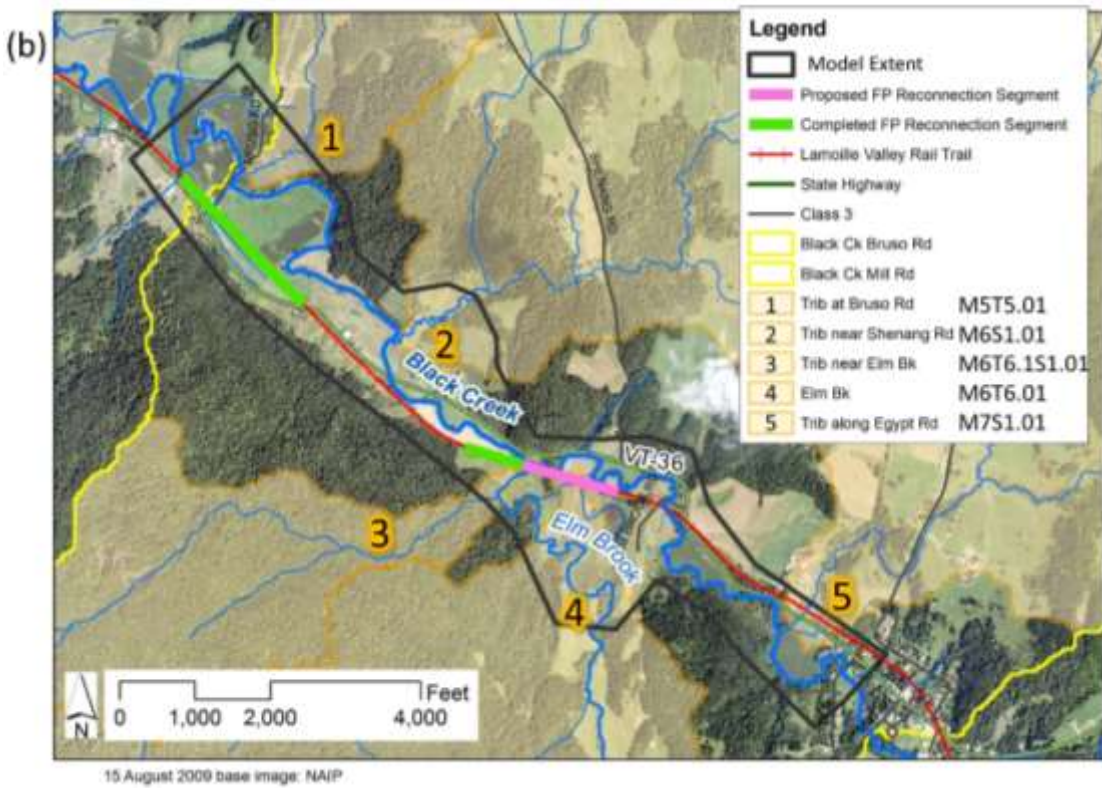 (b)
Legend
Model Extent
Proposed FP Reconnection Segment
Completed FP Reconnection Segment
Lamoille Valley Rail Trail
State Highway
Class 3
Black Ck Bruso Rd
Black Ck Mill Rd
1 Trib at Bruso Rd M5T5.01
2 Trib near Shenang Rd M6S1.01
3 Trib near Elm Bk M6T6.1S1.01
4 Elm Bk M6T6.01
5 Trib along Egypt Rd M7S1.01
1
2
Black Creek
VT-36
Elm Brook
3
4
5
N
Feet
0 1,000 2,000 4,000
15 August 2009 base image: NAIP